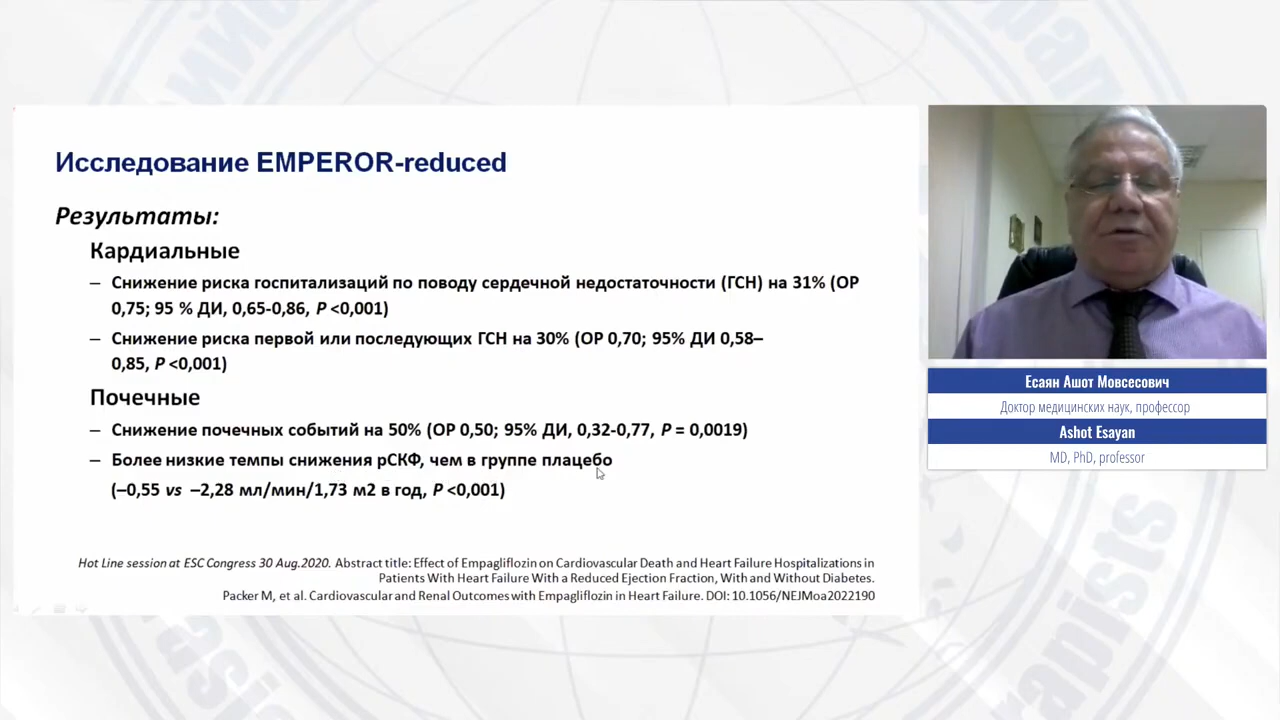 Исследование EMPEROR-reduced
Результаты:
Кардиальные
– Снижение риска госпитализаций по поводу сердечной недостаточности (ГСН) на 31% (ОР
0,75; 95 % ДИ, 0,65-0,86, P <0,001)
– Снижение риска первой или последующих ГСН на 30% (ОР 0,70; 95% ДИ 0,58–
0,85, P <0,001)
Почечные
– Снижение почечных событий на 50% (ОР 0,50; 95% ДИ, 0,32-0,77, P = 0,0019)
– Более низкие темпы снижения рСКФ, чем в группе плацебо
(–0,55 vs –2,28 мл/мин/1,73 м2 в год, P <0,001)
Hot Line session at ESC Congress 30 Aug.2020. Abstract title: Effect of Empagliflozin on Cardiovascular Death and Heart Failure Hospitalizations in
Patients With Heart Failure With a Reduced Ejection Fraction, With and Without Diabetes.
Packer M, et al. Cardiovascular and Renal Outcomes with Empagliflozin in Heart Failure. DOI: 10.1056/NEJMoa2022190
Есаян Ашот Мовсесович
Доктор медицинских наук, профессор
Ashot Esayan
MD, PhD, professor